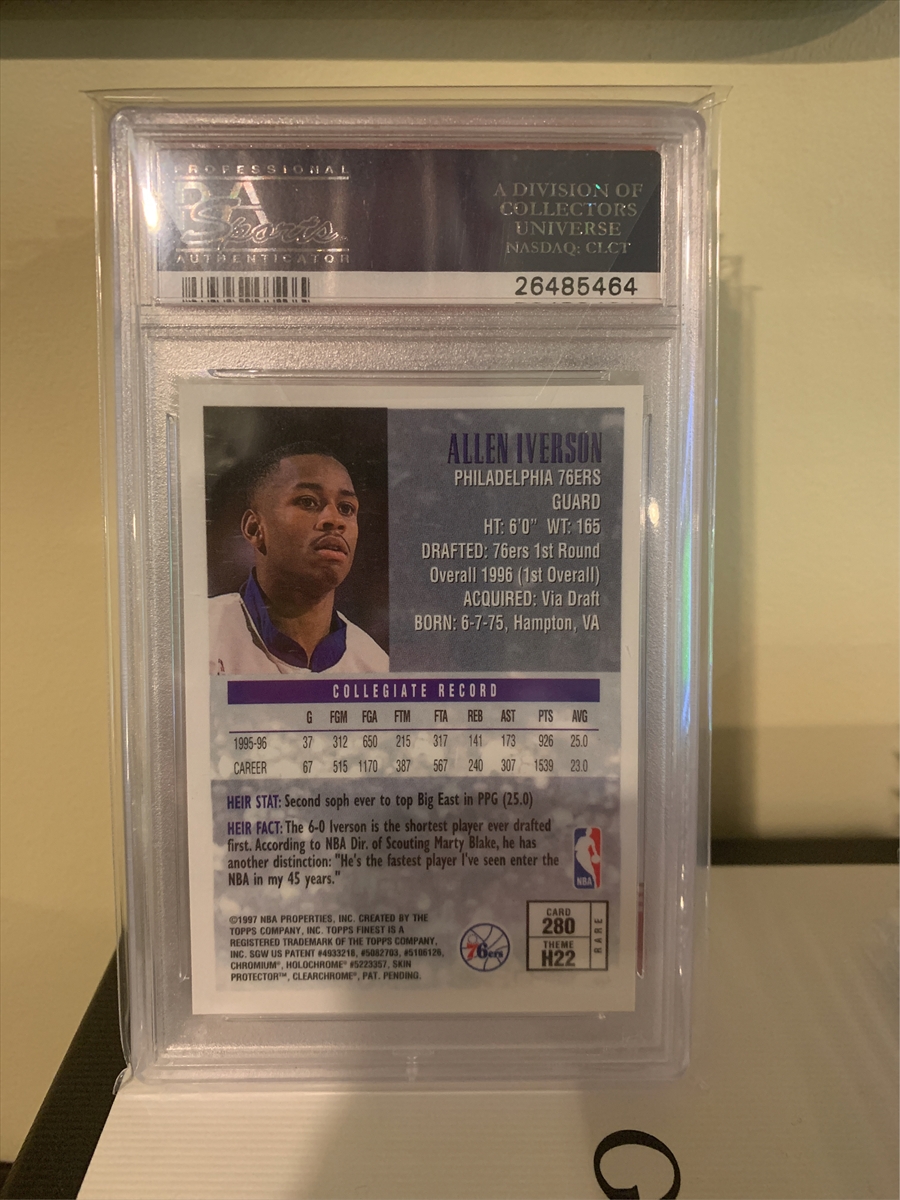 PROFESSIONAL
PSA
Sports
AUTHENTICATOR
A DIVISION OF
COLLECTORS
UNIVERSE
NASDAQ: CLCT
26485464
ALLEN IVERSON
PHILADELPHIA 76ERS
GUARD
HT: 6'0" WT: 165
DRAFTED: 76ers 1st Round
Overall 1996 (1st Overall)
ACQUIRED: Via Draft
BORN: 6-7-75, Hampton, VA
COLLEGIATE RECORD
G FGM FGA FTM FTA REB AST PTS AVG
1995-96 37 312 650 215 317 141 173 926 25.0
CAREER 67 515 1170 387 567 240 307 1539 23.0
HEIR STAT: Second soph ever to top Big East in PPG (25.0)
HEIR FACT: The 6-0 Iverson is the shortest player ever drafted
first. According to NBA Dir. of Scouting Marty Blake, he has
another distinction: "He's the fastest player I've seen enter the
NBA in my 45 years."
NBA
©1997 NBA PROPERTIES, INC. CREATED BY THE
TOPPS COMPANY, INC. TOPPS FINEST IS A
REGISTERED TRADEMARK OF THE TOPPS COMPANY,
INC. SGW US PATENT #4933218, #5082703, #5106126,
CHROMIUM®, HOLOCHROME® #5223357, SKIN
PROTECTOR™, CLEARCHROME®, PAT. PENDING.
76ers
CARD
280
THEME
H22
RARE
G